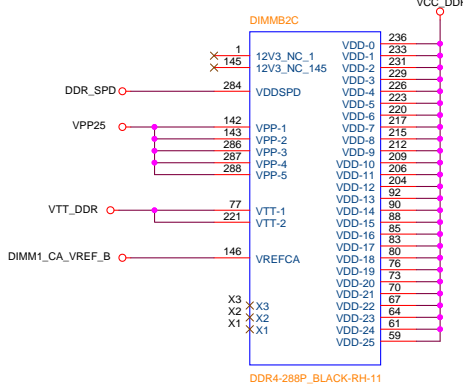 VCC_DDR
DIMMB2C
1 12V3_NC_1
145 12V3_NC_145
DDR_SPD 284 VDDSPD
VPP25 142 VPP-1
143 VPP-2
286 VPP-3
287 VPP-4
288 VPP-5
VTT_DDR 77 VTT-1
221 VTT-2
DIMM1_CA_VREF_B 146 VREFCA
X3 X3
X2 X2
X1 X1
VDD-0 236
VDD-1 233
VDD-2 231
VDD-3 229
VDD-4 226
VDD-5 223
VDD-6 220
VDD-7 217
VDD-8 215
VDD-9 212
VDD-10 209
VDD-11 206
VDD-12 204
VDD-13 92
VDD-14 90
VDD-15 88
VDD-16 85
VDD-17 83
VDD-18 80
VDD-19 76
VDD-20 73
VDD-21 70
VDD-22 67
VDD-23 64
VDD-24 61
VDD-25 59
DDR4-288P_BLACK-RH-11